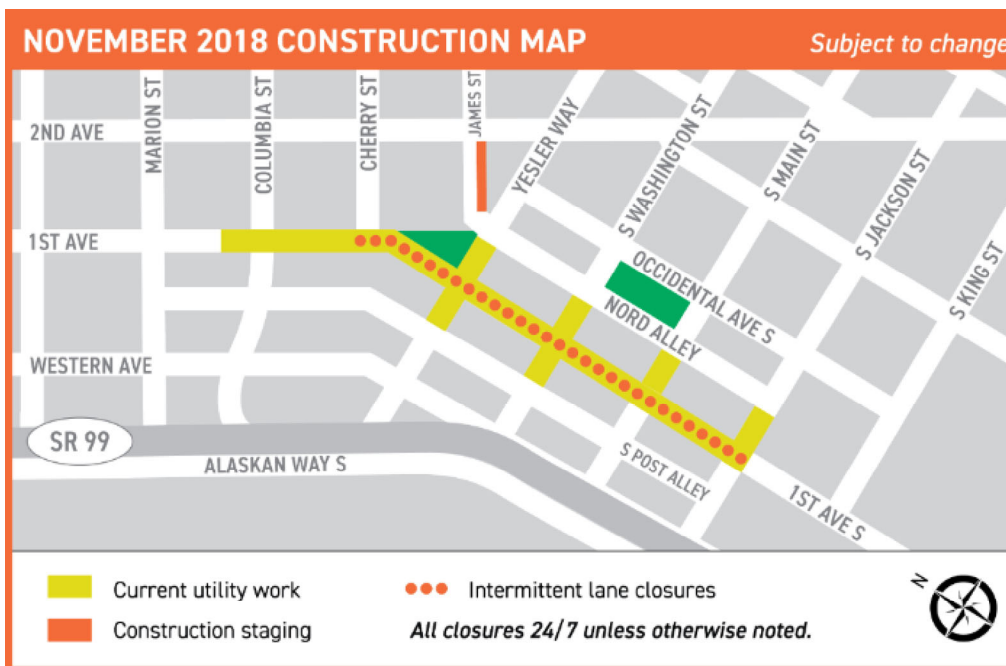 NOVEMBER 2018 CONSTRUCTION MAP
Subject to change
2ND AVE
MARION ST
COLUMBIA ST
CHERRY ST
JAMES ST
YESLER WAY
S WASHINGTON ST
S MAIN ST
S JACKSON ST
S KING ST
1ST AVE
OCCIDENTAL AVE S
NORD ALLEY
WESTERN AVE
SR 99
ALASKAN WAY S
S POST ALLEY
1ST AVE S
Current utility work
Intermittent lane closures
Construction staging
All closures 24/7 unless otherwise noted.
N